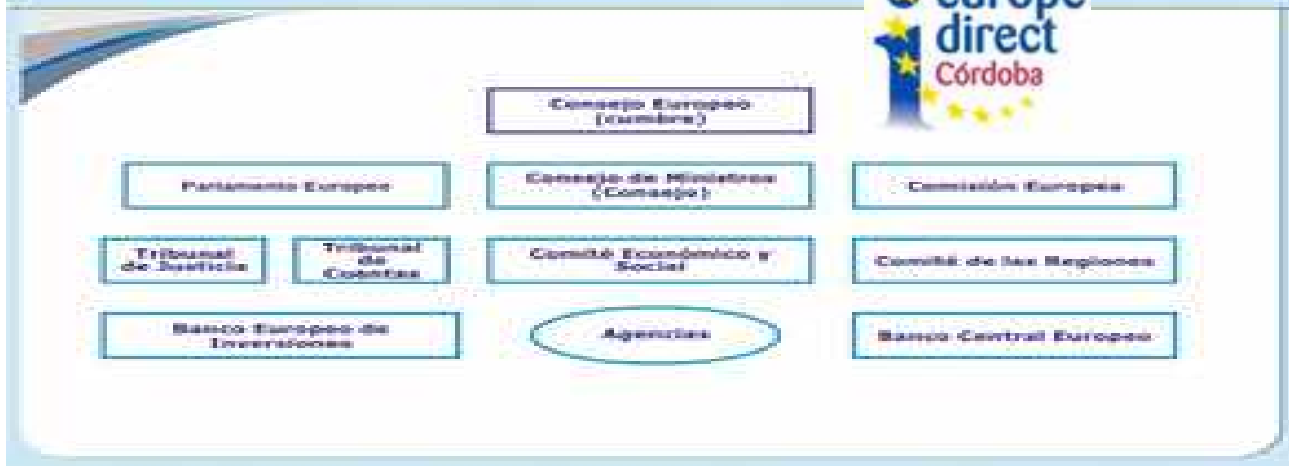 europe
direct
Córdoba
Consejo Europeo
(cumbre)
Parlamento Europeo
Consejo de Ministros
(Consejo)
Comisión Europea
Tribunal
de Justicia
Tribunal
de
Cuentas
Comité Económico y
Social
Comité de las Regiones
Banco Europeo de
Inversiones
Agencias
Banco Central Europeo